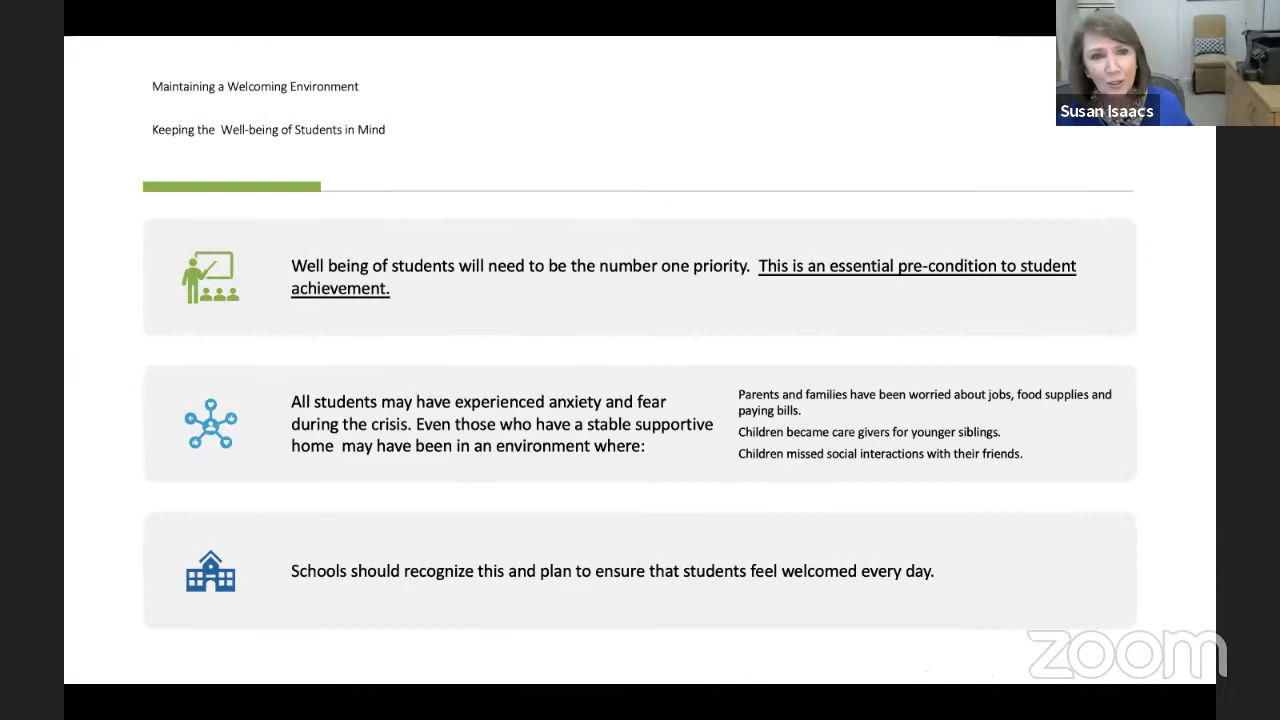 Maintaining a Welcoming Environment
Keeping the  Well-being of Students in Mind
Susan Isaacs
Well being of students will need to be the number one priority.  This is an essential pre-condition to student
achievement.
All students may have experienced anxiety and fear
during the crisis. Even those who have a stable supportive
home  may have been in an environment where:
Parents and families have been worried about jobs, food supplies and
paying bills.
Children became care givers for younger siblings.
Children missed social interactions with their friends.
Schools should recognize this and plan to ensure that students feel welcomed every day.
zoom